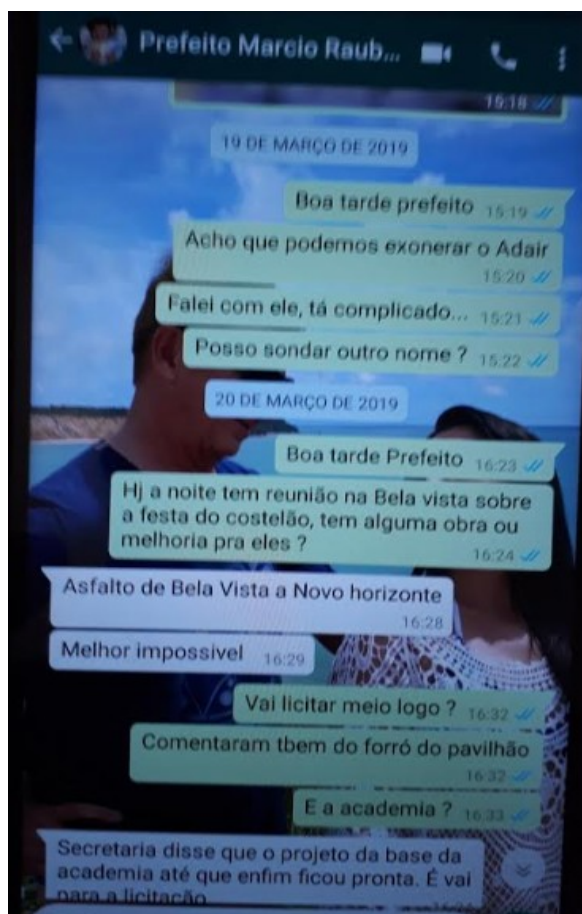 Prefeito Marcio Raub...
15:18
19 DE MARÇO DE 2019
Boa tarde prefeito 15:19
Acho que podemos exonerar o Adair
15:20
Falei com ele, tá complicado... 15:21
Posso sondar outro nome ? 15:22
20 DE MARÇO DE 2019
Boa tarde Prefeito 16:23
Hj a noite tem reunião na Bela vista sobre
a festa do costelão, tem alguma obra ou
melhoria pra eles ?
16:24
Asfalto de Bela Vista a Novo horizonte
16:28
Melhor impossivel 16:29
Vai licitar meio logo ? 16:32
Comentaram tbem do forró do pavilhão
16:32
E a academia ? 16:33
Secretaria disse que o projeto da base da
academia até que enfim ficou pronta. É vai
para a licitação